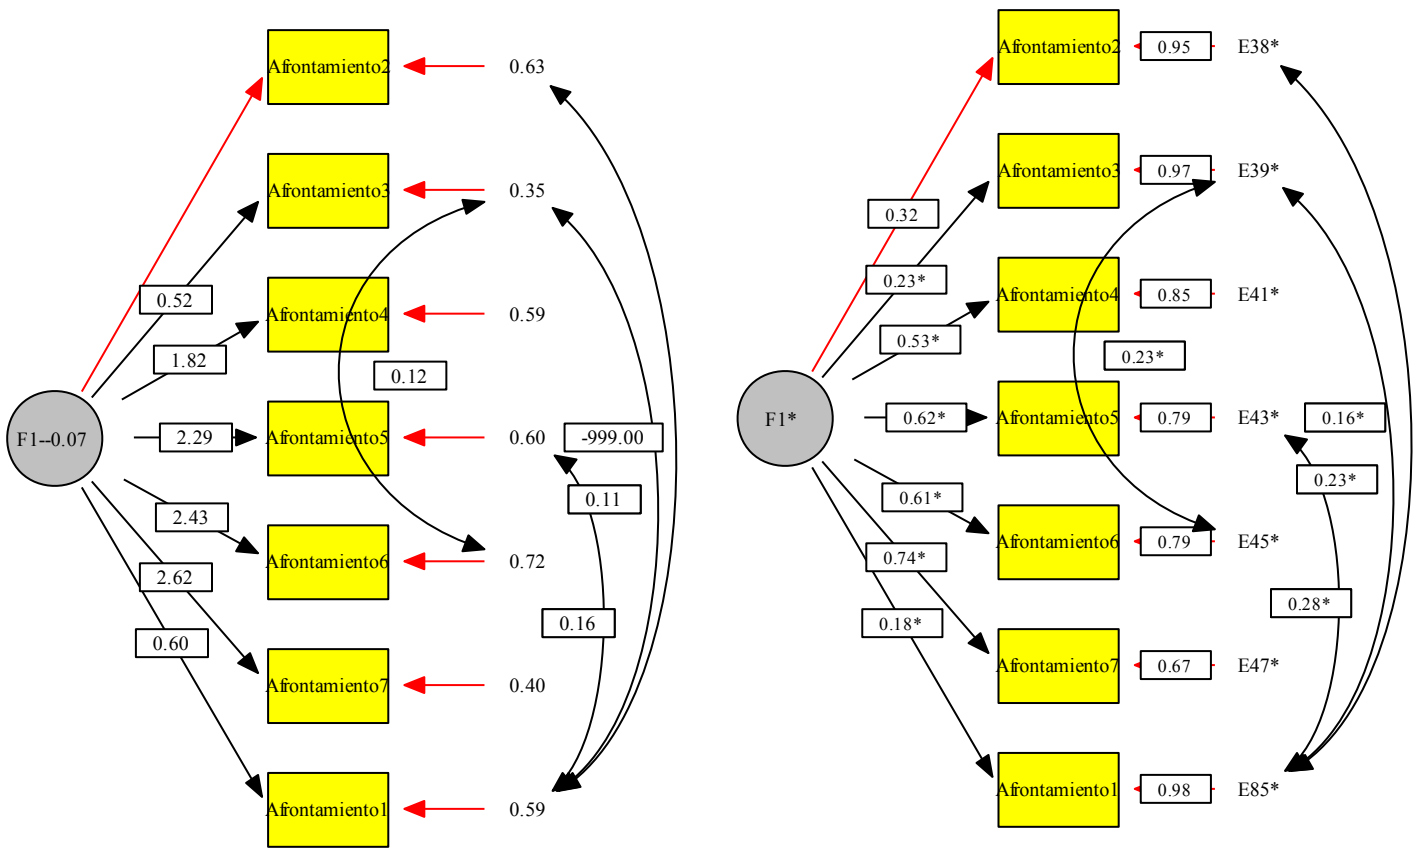 Afrontamiento2
0.63
Afrontamiento3
0.35
0.52
Afrontamiento4
0.59
1.82
0.12
F1--0.07
2.29
Afrontamiento5
0.60
-999.00
0.11
2.43
Afrontamiento6
0.72
2.62
0.16
0.60
Afrontamiento7
0.40
Afrontamiento1
0.59
Afrontamiento2
0.95
E38*
Afrontamiento3
0.97
E39*
0.32
0.23*
Afrontamiento4
0.85
E41*
0.53*
0.23*
F1*
0.62*
Afrontamiento5
0.79
E43*
0.16*
0.23*
0.61*
Afrontamiento6
0.79
E45*
0.74*
0.28*
0.18*
Afrontamiento7
0.67
E47*
Afrontamiento1
0.98
E85*